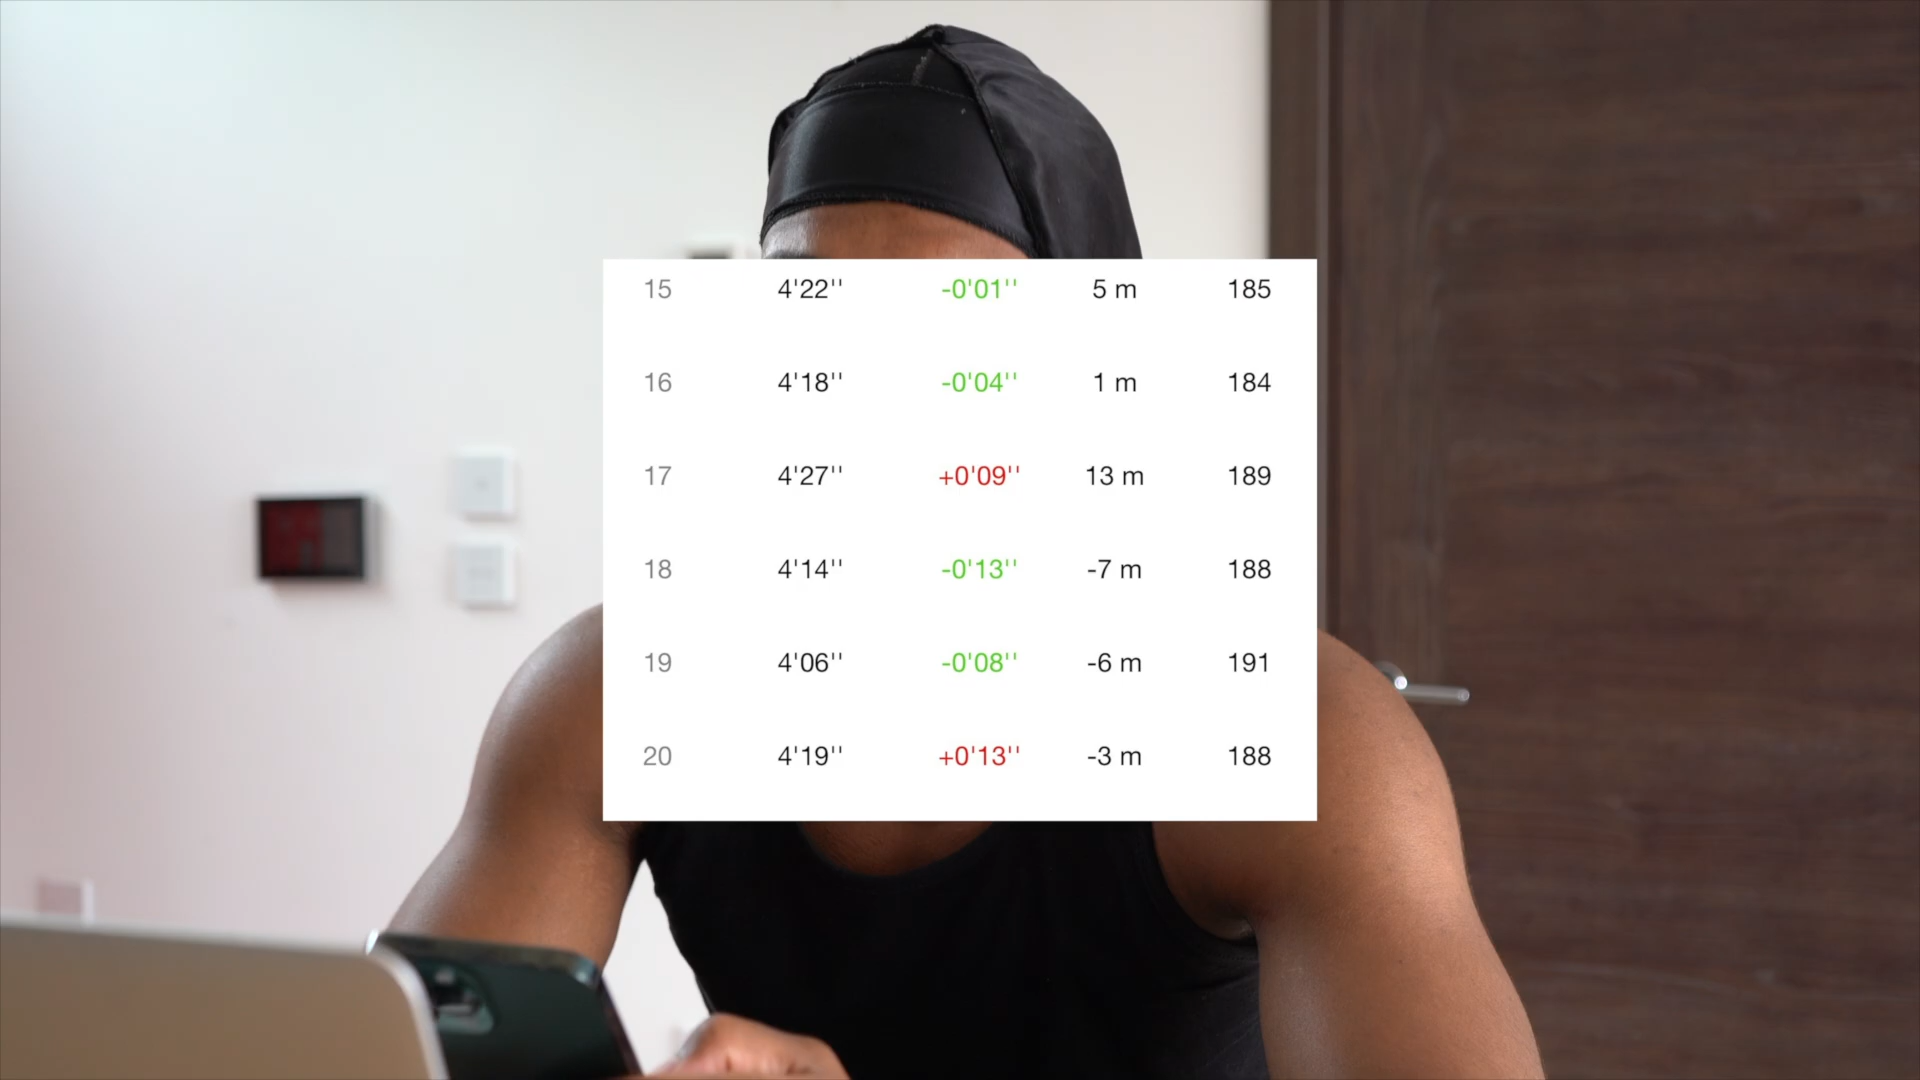 15 4'22'' -0'01'' 5 m 185
16 4'18'' -0'04'' 1 m 184
17 4'27'' +0'09'' 13 m 189
18 4'14'' -0'13'' -7 m 188
19 4'06'' -0'08'' -6 m 191
20 4'19'' +0'13'' -3 m 188